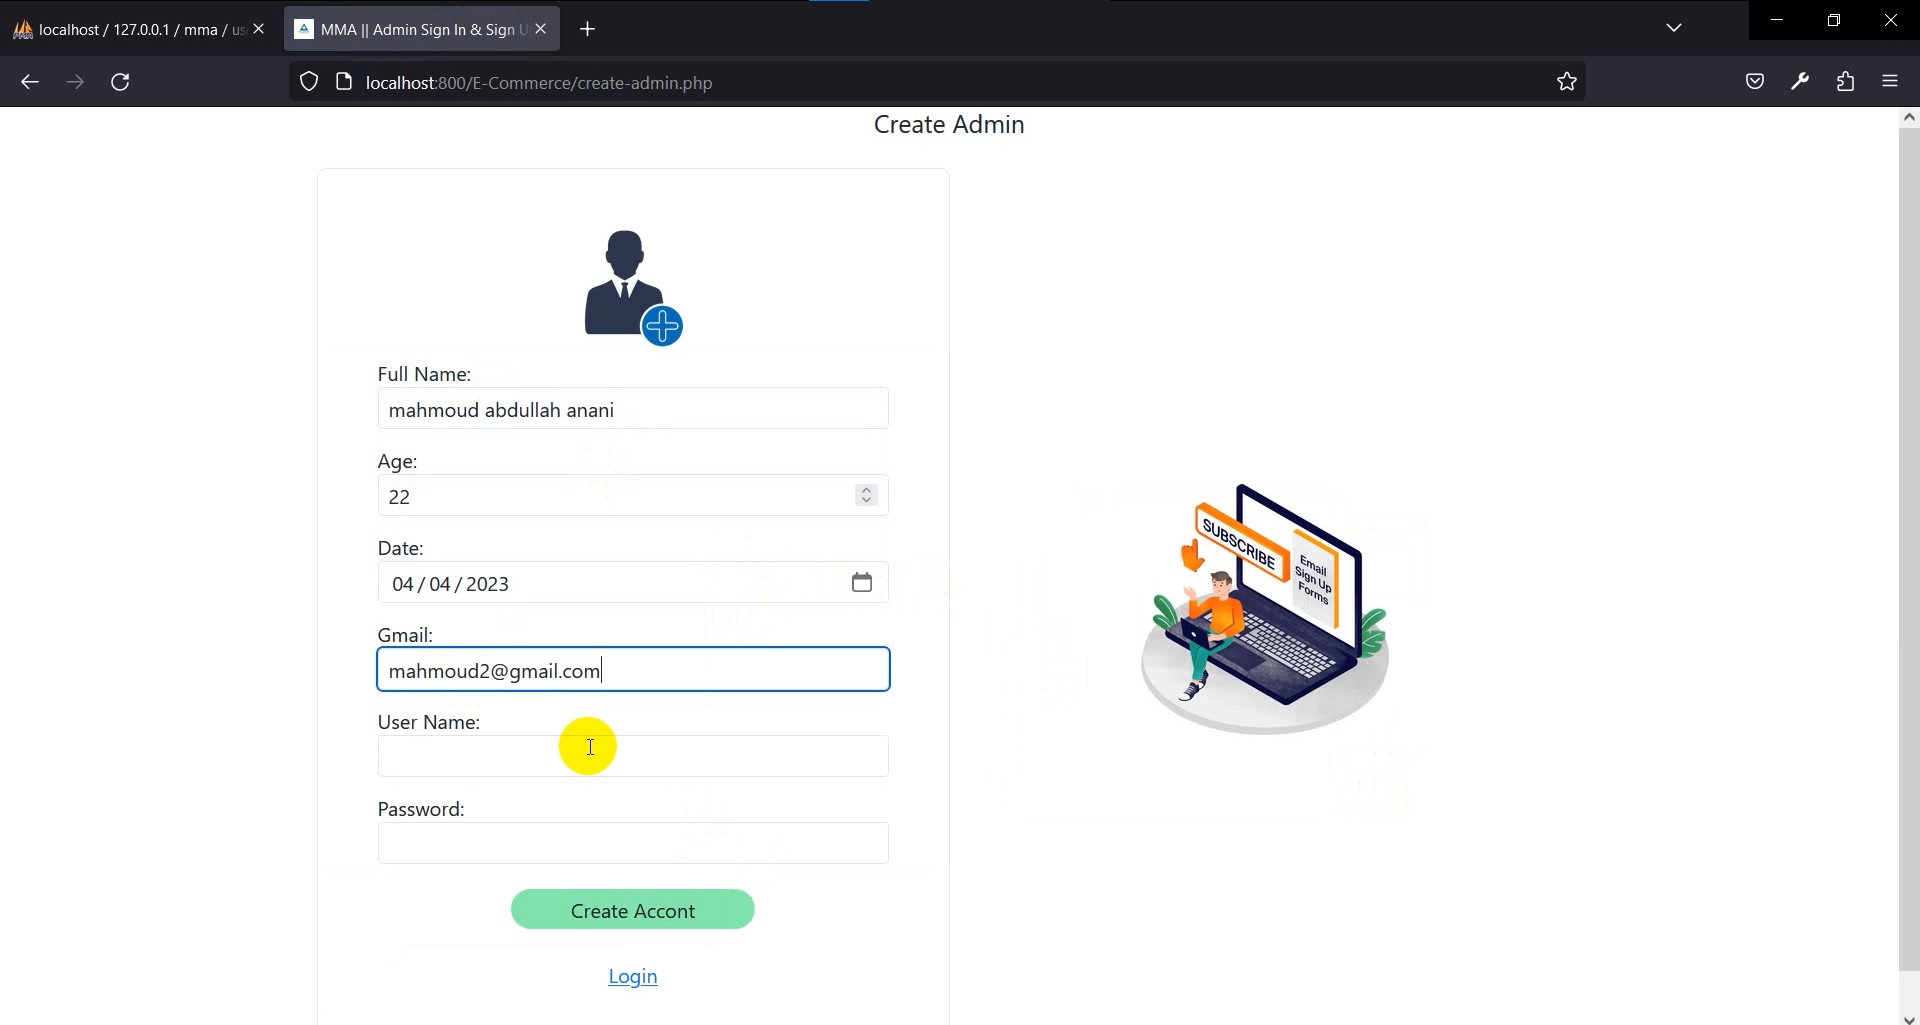 localhost / 127.0.0.1 / mma / us
MMA || Admin Sign In & Sign U
localhost:800/E-Commerce/create-admin.php
Create Admin
Full Name:
mahmoud abdullah anani
Age:
22
Date:
04/04/2023
Gmail:
mahmoud2@gmail.com
User Name:
Password:
Create Accont
Login
SUBSCRIBE
Email
Sign Up
Forms